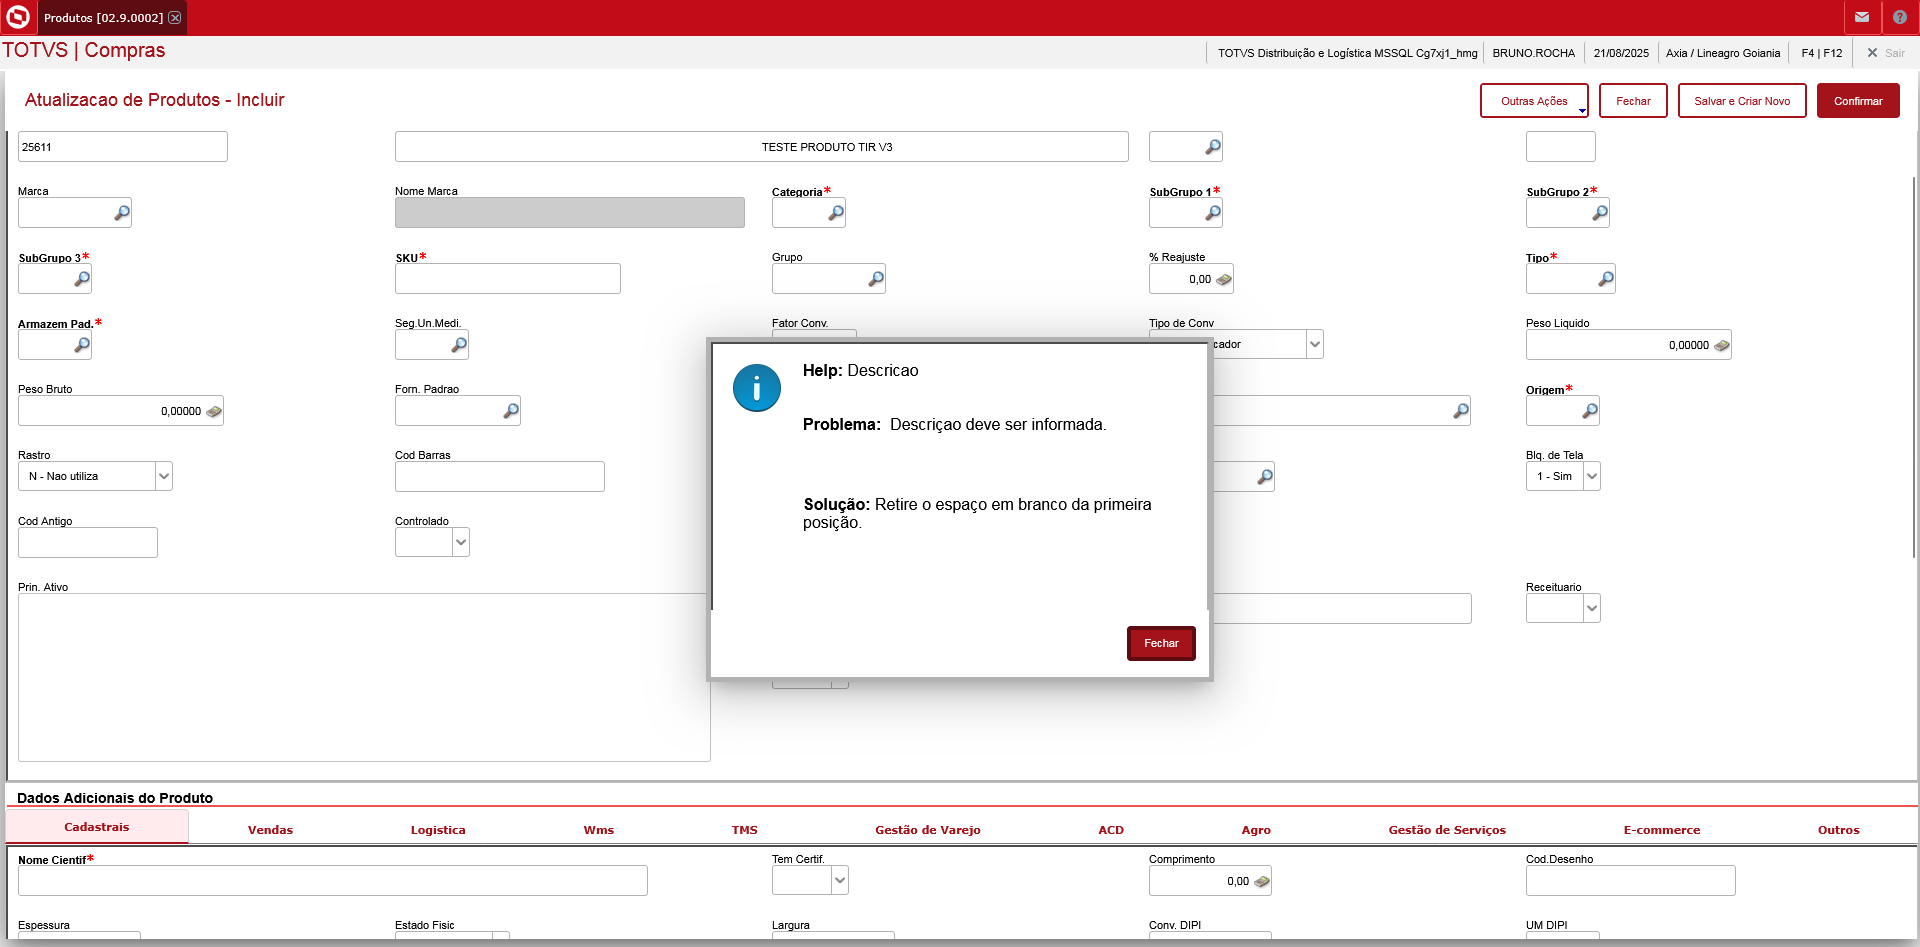 Produtos [02.9.0002]
TOTVS | Compras
TOTVS Distribuição e Logística MSSQL Cg7xj1_hmg
BRUNO.ROCHA
21/08/2025
Axia / Lineagro Goiania
F4 | F12
Sair
Atualizacao de Produtos - Incluir
Outras Ações
Fechar
Salvar e Criar Novo
Confirmar
25611
TESTE PRODUTO TIR V3
Marca
Nome Marca
Categoria*
SubGrupo 1*
SubGrupo 2*
SubGrupo 3*
SKU*
Grupo
% Reajuste
0,00
Tipo*
Armazem Pad.*
Seg.Un.Medi.
Fator Conv.
Tipo de Conv
cador
Peso Liquido
0,00000
Peso Bruto
0,00000
Forn. Padrao
Origem*
Rastro
N - Nao utiliza
Cod Barras
Blq. de Tela
1 - Sim
Cod Antigo
Controlado
Prin. Ativo
Receituario
Help: Descricao
Problema: Descriçao deve ser informada.
Solução: Retire o espaço em branco da primeira
posição.
Fechar
Dados Adicionais do Produto
Cadastrais
Vendas
Logistica
Wms
TMS
Gestão de Varejo
ACD
Agro
Gestão de Serviços
E-commerce
Outros
Nome Cientif*
Tem Certif.
Comprimento
0,00
Cod.Desenho
Espessura
Estado Fisic
Largura
Conv. DIPI
UM DIPI